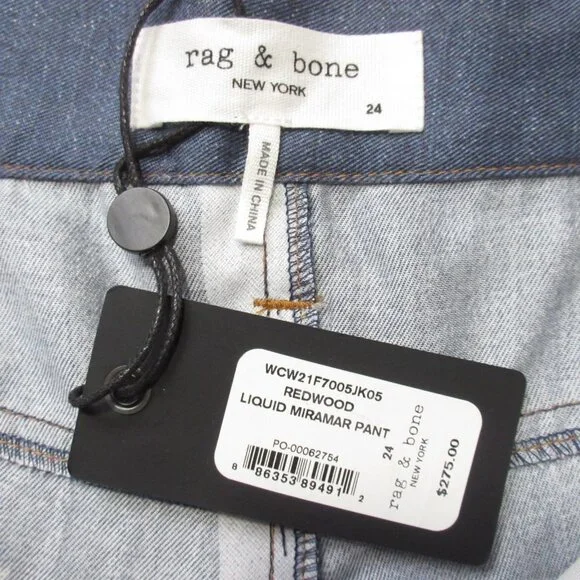 rag & bone
NEW YORK
24
MADE IN CHINA
WCW21F7005JK05
REDWOOD
LIQUID MIRAMAR PANT
PO-00062754
8 86353 89491 2
24
rag & bone
NEW YORK
$275.00